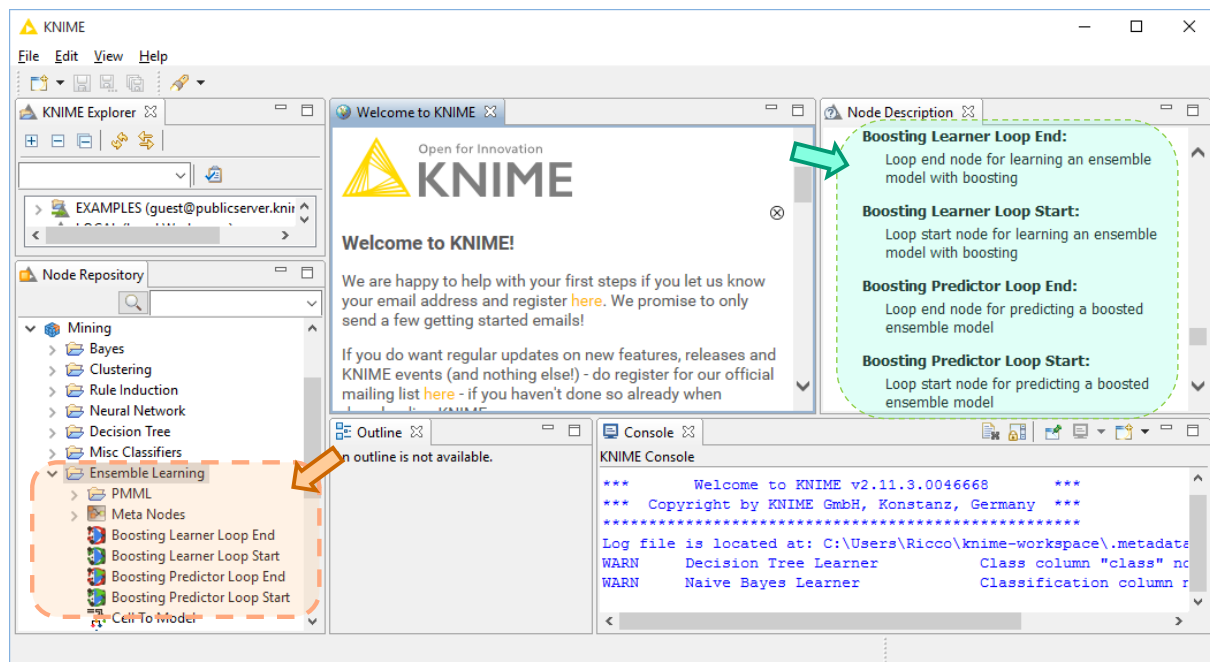 KNIME
File Edit View Help
KNIME Explorer
EXAMPLES (guest@publicserver.knir
Node Repository
Mining
Bayes
Clustering
Rule Induction
Neural Network
Decision Tree
Misc Classifiers
Ensemble Learning
PMML
Meta Nodes
Boosting Learner Loop End
Boosting Learner Loop Start
Boosting Predictor Loop End
Boosting Predictor Loop Start
Cell To Model
Welcome to KNIME
Open for Innovation
KNIME
Welcome to KNIME!
We are happy to help with your first steps if you let us know
your email address and register here. We promise to only
send a few getting started emails!
If you do want regular updates on new features, releases and
KNIME events (and nothing else!) - do register for our official
mailing list here - if you haven't done so already when
Node Description
Boosting Learner Loop End:
Loop end node for learning an ensemble
model with boosting
Boosting Learner Loop Start:
Loop start node for learning an ensemble
model with boosting
Boosting Predictor Loop End:
Loop end node for predicting a boosted
ensemble model
Boosting Predictor Loop Start:
Loop start node for predicting a boosted
ensemble model
Outline
n outline is not available.
Console
KNIME Console
*** Welcome to KNIME v2.11.3.0046668 ***
*** Copyright by KNIME GmbH, Konstanz, Germany ***
**********************************************************
Log file is located at: C:\Users\Ricco\knime-workspace\.metadata
WARN Decision Tree Learner Class column "class" no
WARN Naive Bayes Learner Classification column r